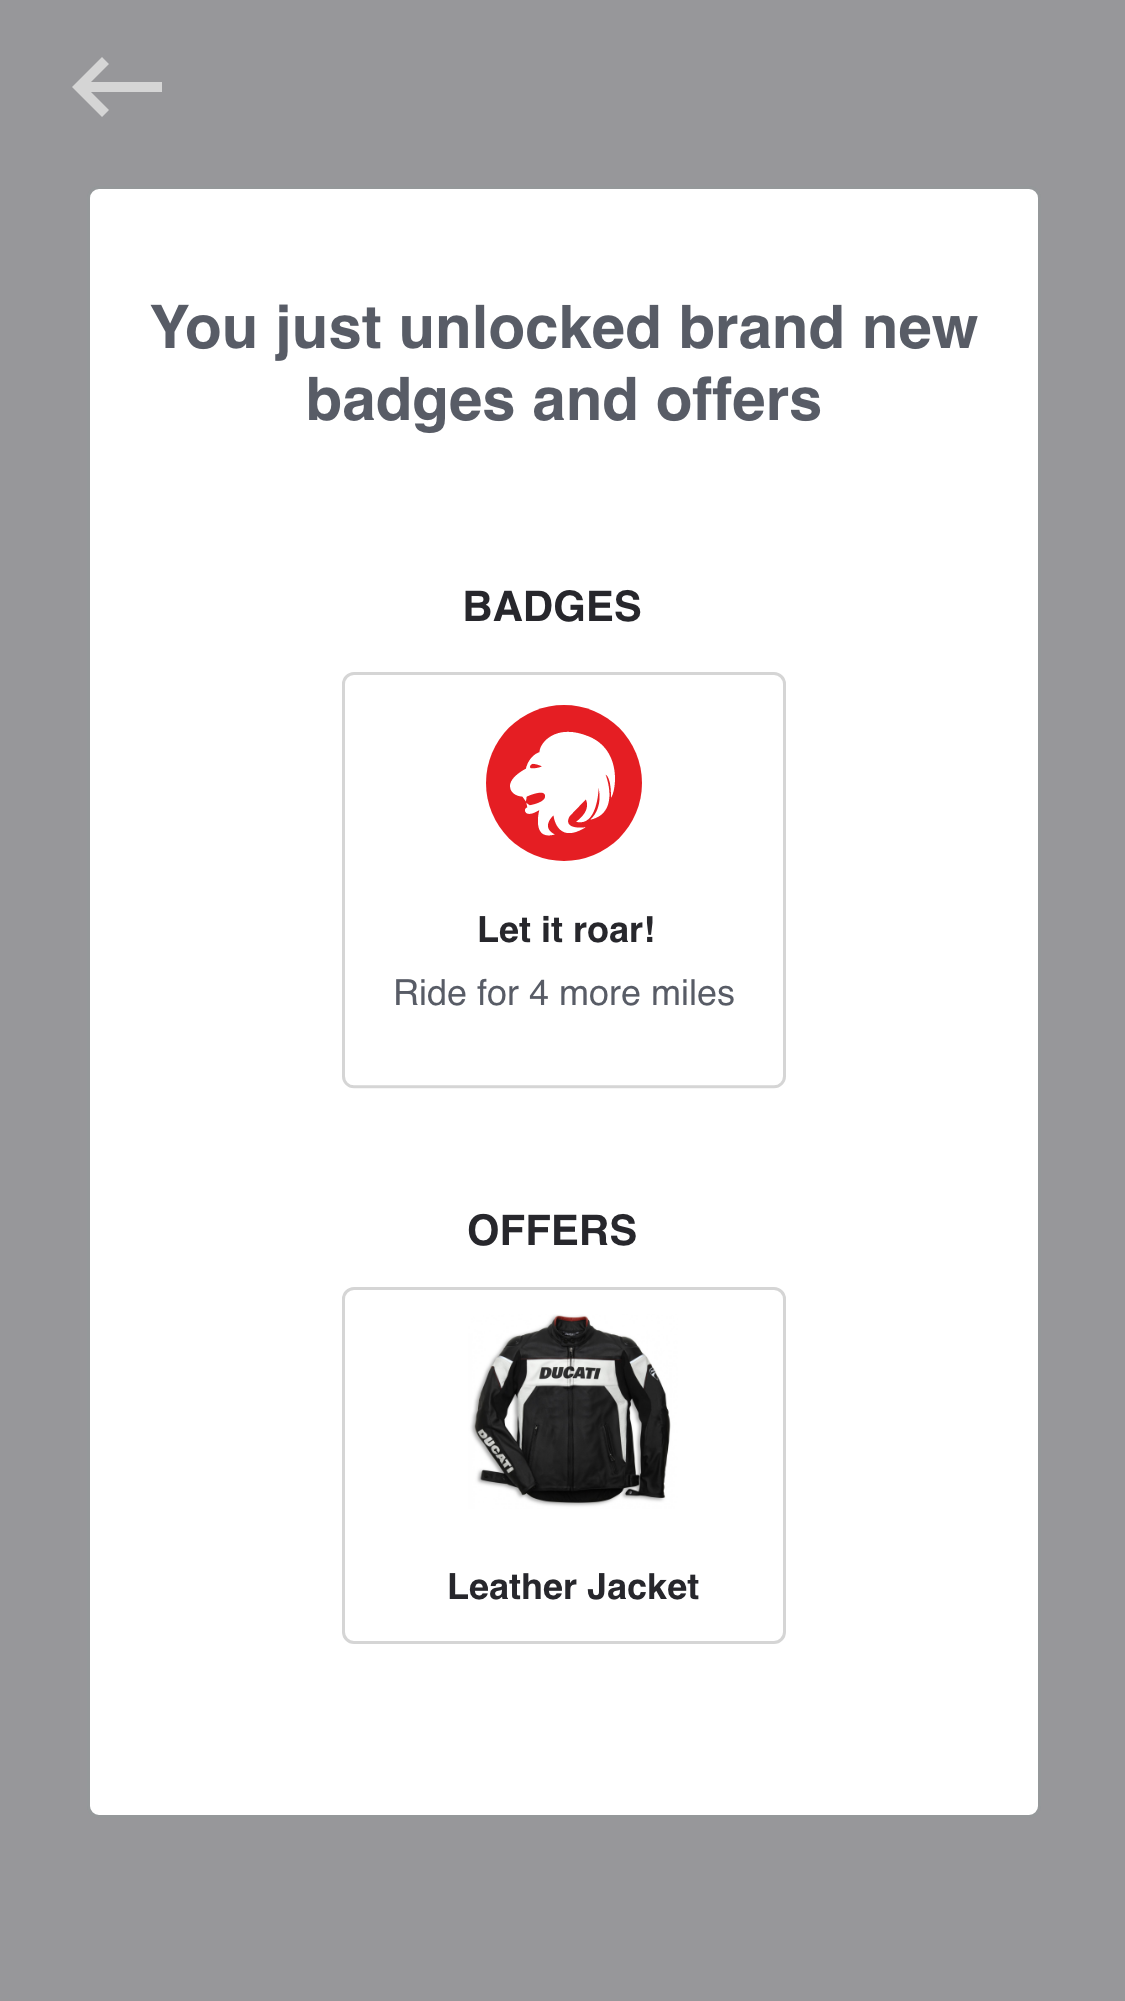 You just unlocked brand new
badges and offers
BADGES
Let it roar!
Ride for 4 more miles
OFFERS
DUCATI
DUCATI
Leather Jacket